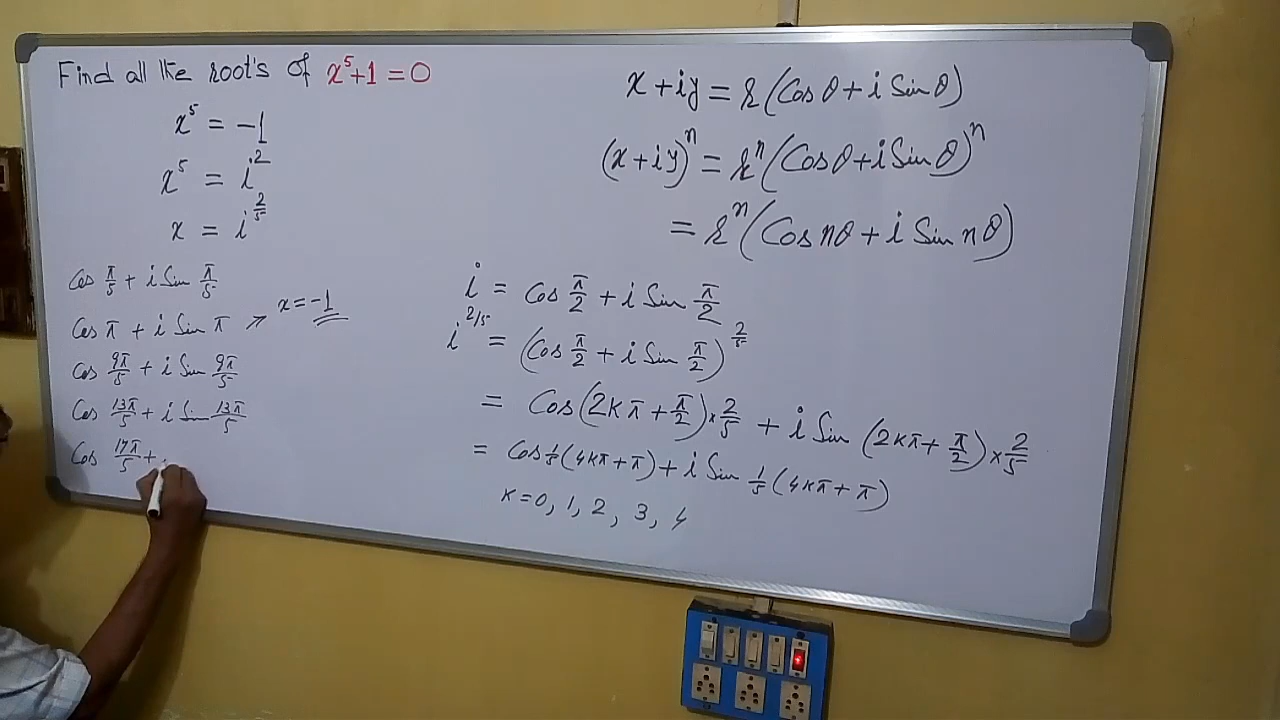 Find all the root's of x⁵+1 = 0
x⁵ = -1
x⁵ = i²
x = i^(2/5)
Cos π/5 + i Sin π/5
Cos π + i Sin π ⇒ x = -1
Cos 9π/5 + i Sin 9π/5
Cos 13π/5 + i Sin 13π/5
Cos 17π/5 +
x + iy = r (Cos θ + i Sin θ)
(x + iy)ⁿ = rⁿ (Cos θ + i Sin θ)ⁿ
= rⁿ (Cos nθ + i Sin nθ)
i = Cos π/2 + i Sin π/2
i^(2/5) = (Cos π/2 + i Sin π/2)^(2/5)
= Cos (2Kπ + π/2) × 2/5 + i Sin (2Kπ + π/2) × 2/5
= Cos 1/5 (4Kπ + π) + i Sin 1/5 (4Kπ + π)
K = 0, 1, 2, 3, 4